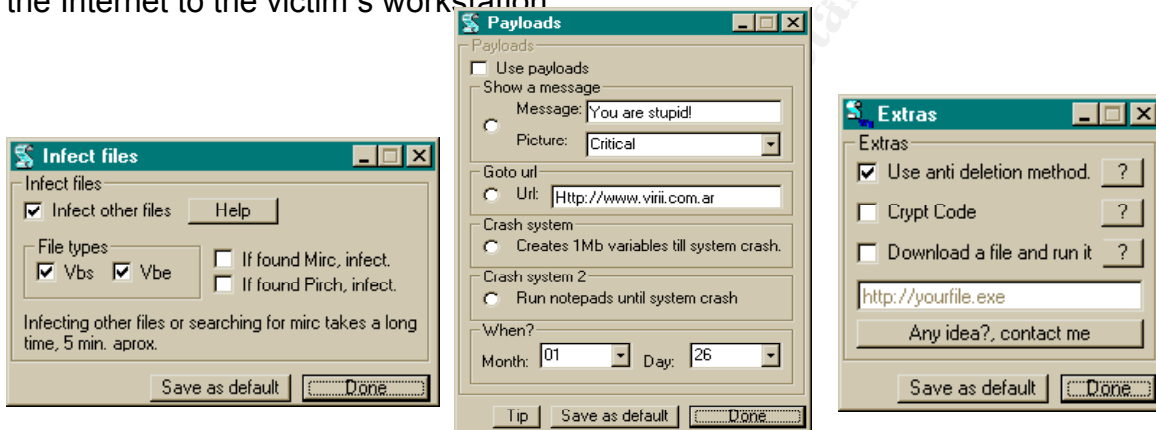 the Internet to the victim's workstation
Infect files
Infect files
Infect other files
Help
File types
Vbs
Vbe
If found Mirc, infect.
If found Pirch, infect.
Infecting other files or searching for mirc takes a long
time, 5 min. aprox.
Save as default
Done
Payloads
Payloads
Use payloads
Show a message
Message: You are stupid!
Picture: Critical
Goto url
Url: Http://www.virii.com.ar
Crash system
Creates 1Mb variables till system crash.
Crash system 2
Run notepads until system crash
When?
Month: 01 Day: 26
Tip
Save as default
Done
Extras
Extras
Use anti deletion method. ?
Crypt Code ?
Download a file and run it ?
http://yourfile.exe
Any idea?, contact me
Save as default
Done